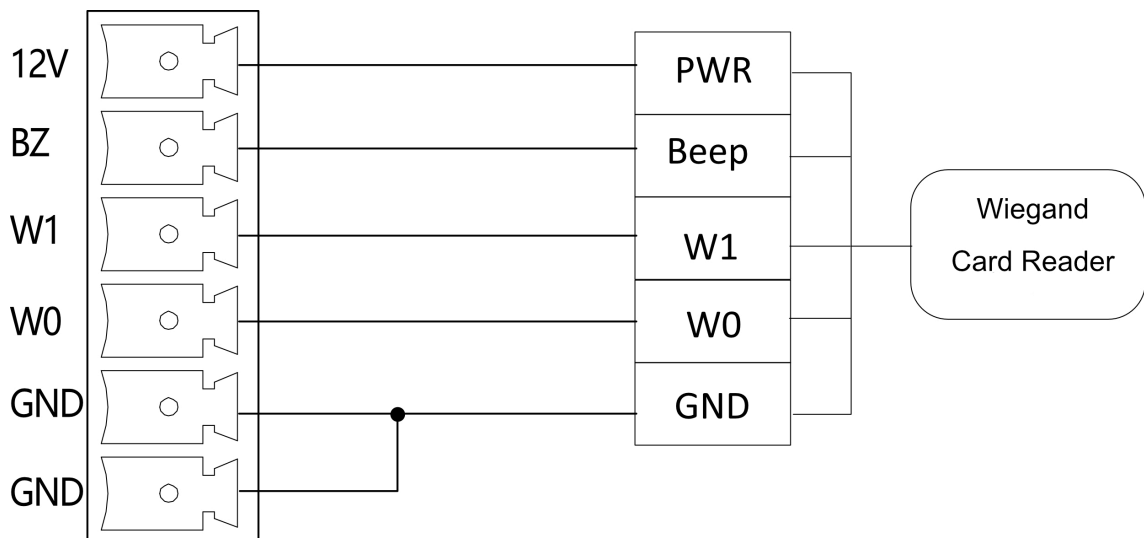 12V
BZ
W1
W0
GND
GND
PWR
Beep
W1
W0
GND
Wiegand
Card Reader